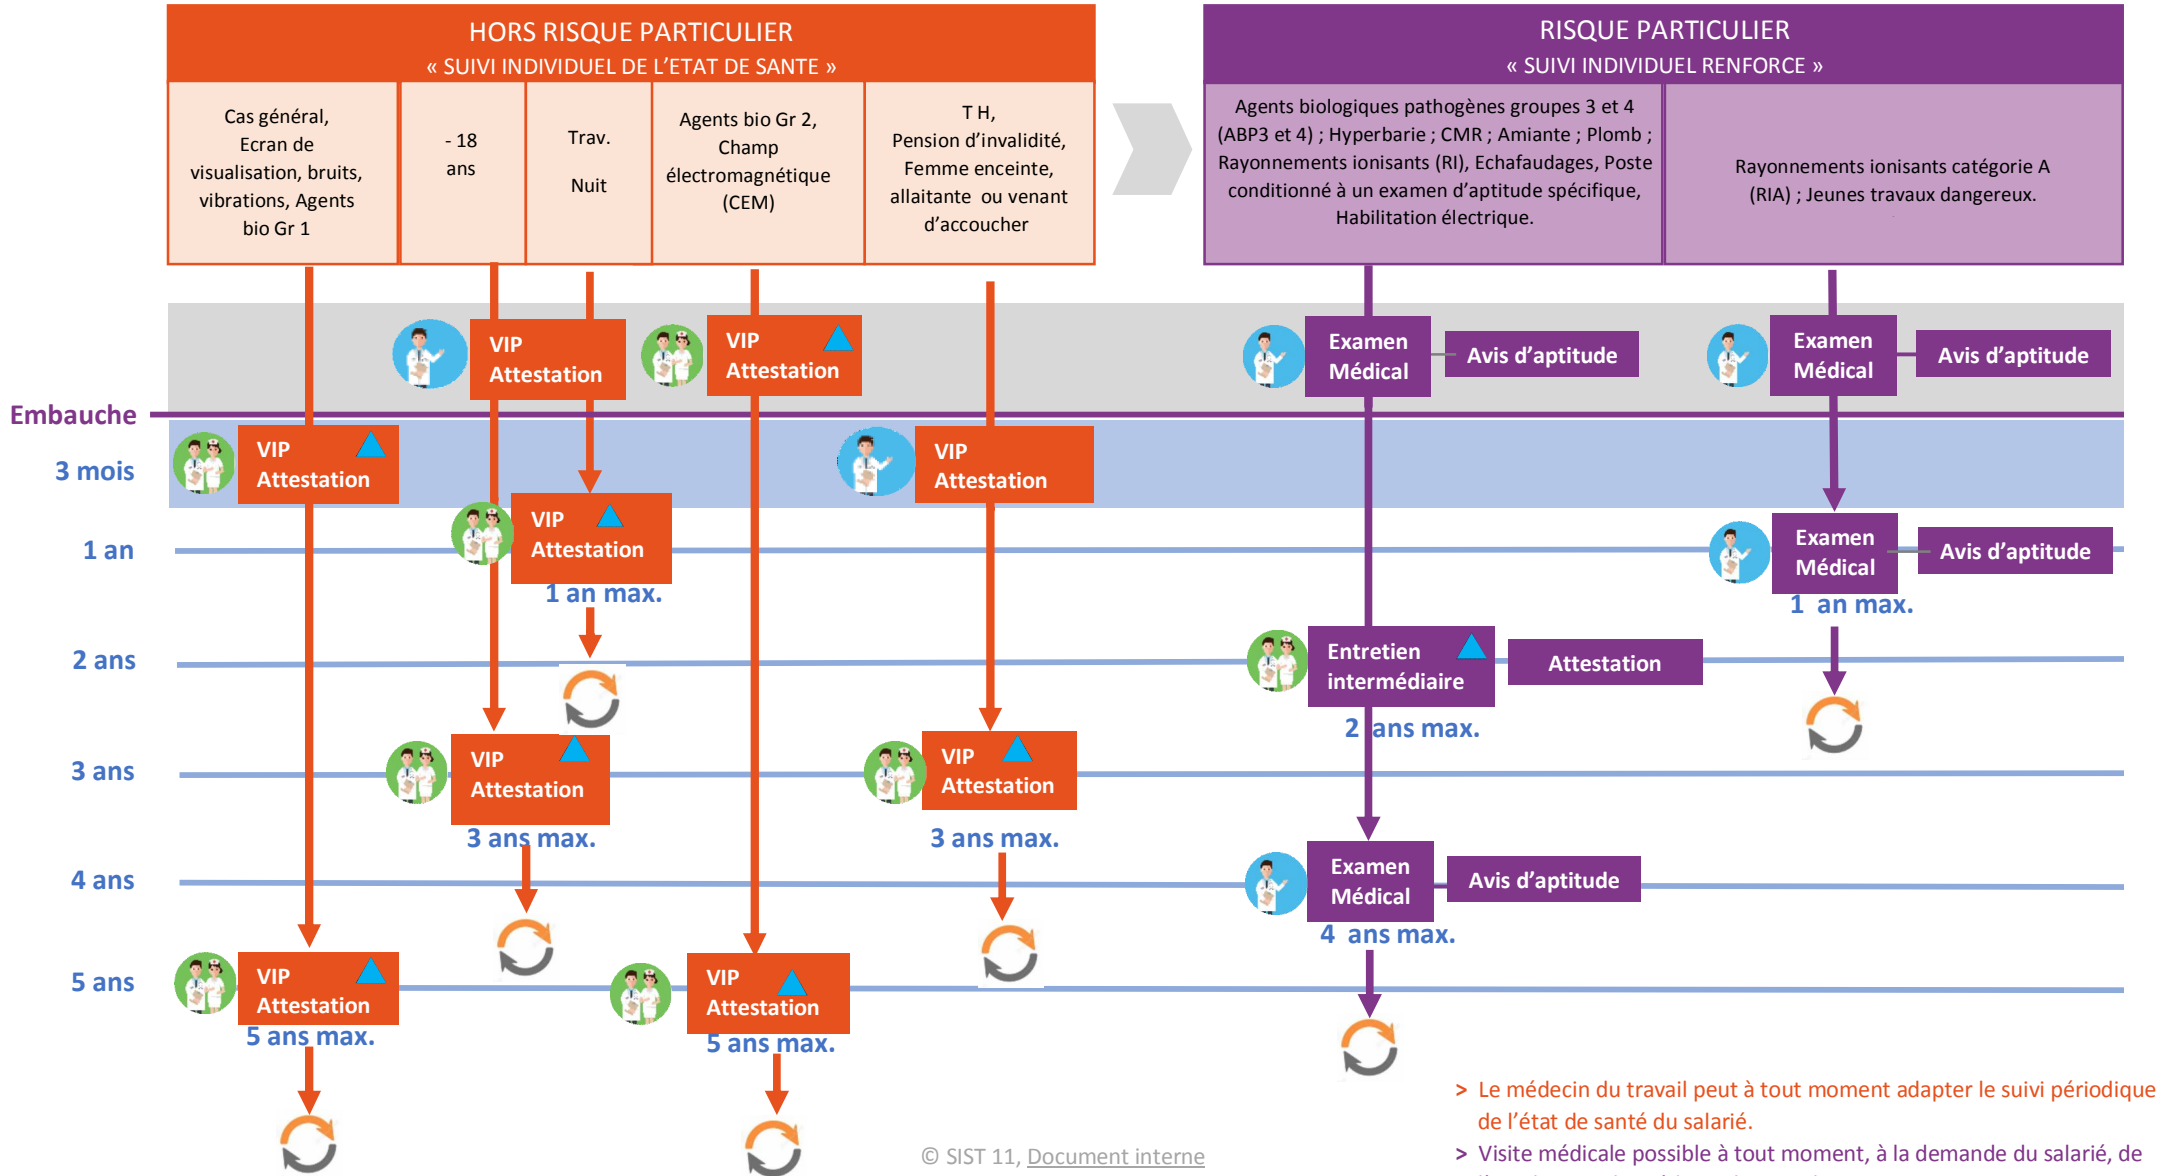 HORS RISQUE PARTICULIER
« SUIVI INDIVIDUEL DE L'ETAT DE SANTE »
Cas général,
Ecran de
visualisation, bruits,
vibrations, Agents
bio Gr 1
- 18
ans
Trav.
Nuit
Agents bio Gr 2,
Champ
électromagnétique
(CEM)
T H,
Pension d'invalidité,
Femme enceinte,
allaitante ou venant
d'accoucher
RISQUE PARTICULIER
« SUIVI INDIVIDUEL RENFORCE »
Agents biologiques pathogènes groupes 3 et 4
(ABP3 et 4) ; Hyperbarie ; CMR ; Amiante ; Plomb ;
Rayonnements ionisants (RI), Echafaudages, Poste
conditionné à un examen d'aptitude spécifique,
Habilitation électrique.
Rayonnements ionisants catégorie A
(RIA) ; Jeunes travaux dangereux.
VIP
Attestation
VIP
Attestation
Examen
Médical
Avis d'aptitude
Examen
Médical
Avis d'aptitude
Embauche
3 mois
VIP
Attestation
VIP
Attestation
1 an
VIP
Attestation
1 an max.
Examen
Médical
Avis d'aptitude
1 an max.
2 ans
Entretien
intermédiaire
Attestation
2 ans max.
3 ans
VIP
Attestation
3 ans max.
VIP
Attestation
3 ans max.
4 ans
Examen
Médical
Avis d'aptitude
4 ans max.
5 ans
VIP
Attestation
5 ans max.
VIP
Attestation
5 ans max.
> Le médecin du travail peut à tout moment adapter le suivi périodique
de l'état de santé du salarié.
> Visite médicale possible à tout moment, à la demande du salarié, de
© SIST 11, Document interne